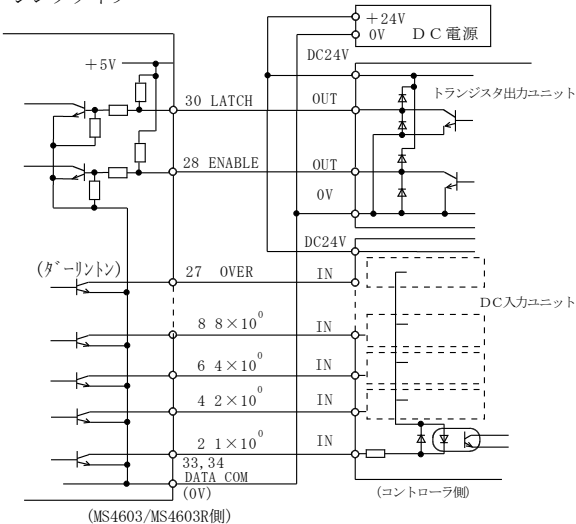 ＋24V
0V DC電源
DC24V
＋5V
トランジスタ出力ユニット
30 LATCH OUT
28 ENABLE OUT
0V
DC24V
(ﾀﾞｰﾘﾝﾄﾝ)
27 OVER IN
DC入力ユニット
8 8×10⁰ IN
6 4×10⁰ IN
4 2×10⁰ IN
2 1×10⁰ IN
33,34
DATA COM
(0V)
(コントローラ側)
(MS4603/MS4603R側)